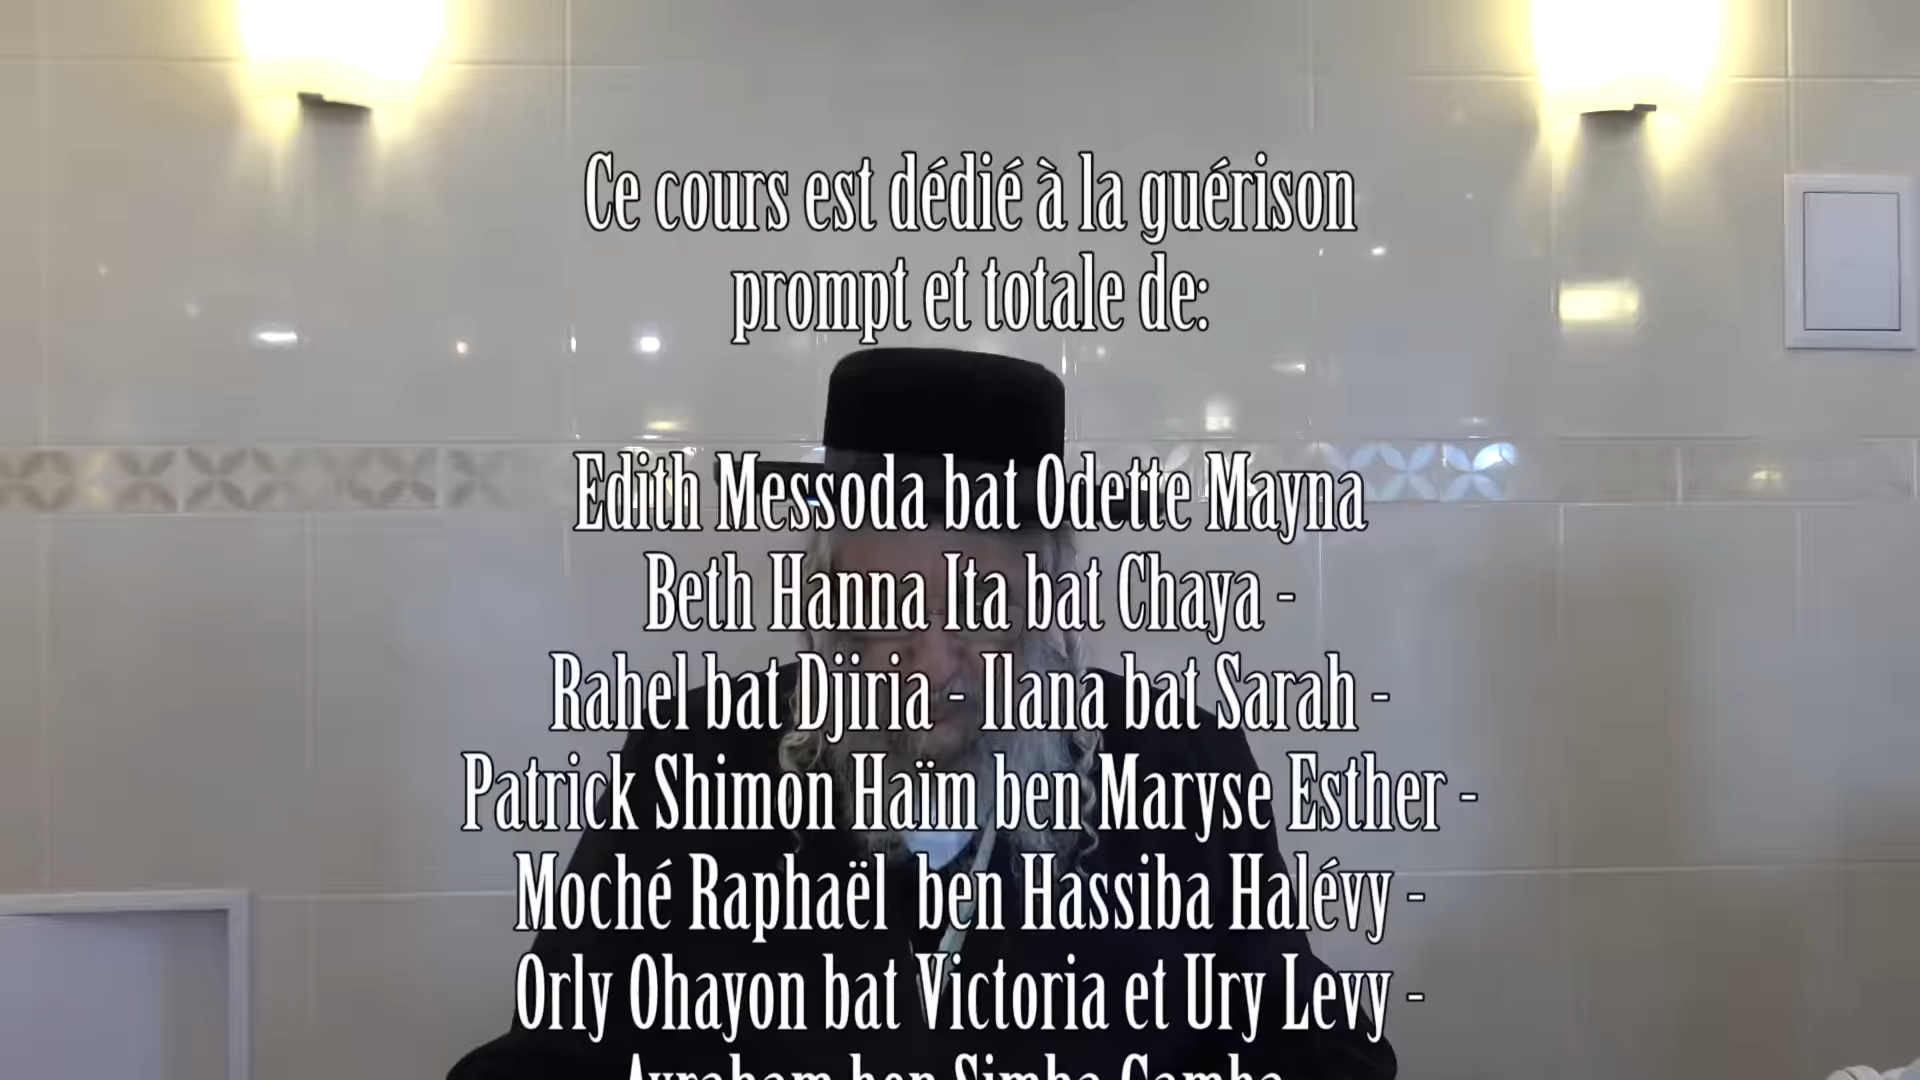 Ce cours est dédié à la guérison
prompt et totale de:
Edith Messoda bat Odette Mayna
Beth Hanna Ita bat Chaya -
Rahel bat Djiria - Ilana bat Sarah -
Patrick Shimon Haïm ben Maryse Esther -
Moché Raphaël ben Hassiba Halévy -
Orly Ohayon bat Victoria et Ury Levy -